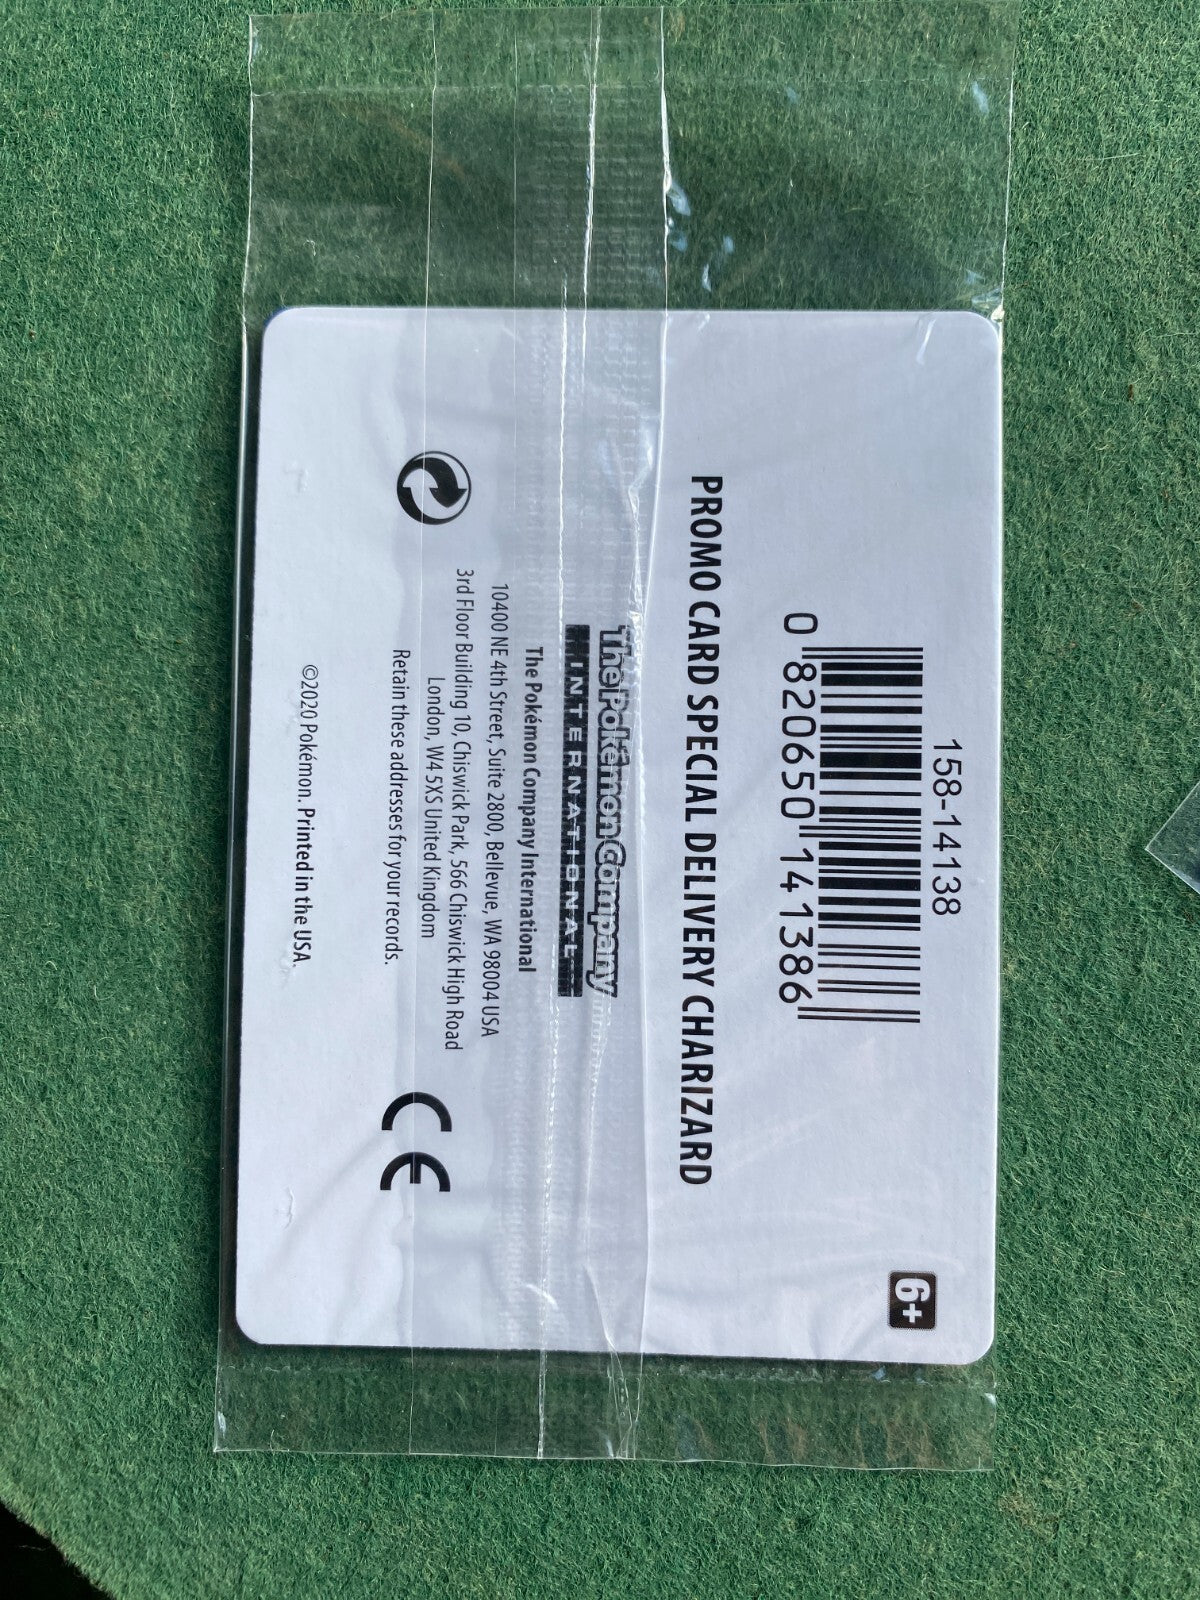 158-14138
0 820650 141386
6+
PROMO CARD SPECIAL DELIVERY CHARIZARD
The Pokémon Company
INTERNATIONAL
The Pokémon Company International
10400 NE 4th Street, Suite 2800, Bellevue, WA 98004 USA
3rd Floor Building 10, Chiswick Park, 566 Chiswick High Road
London, W4 5XS United Kingdom
Retain these addresses for your records.
CE
©2020 Pokémon. Printed in the USA.